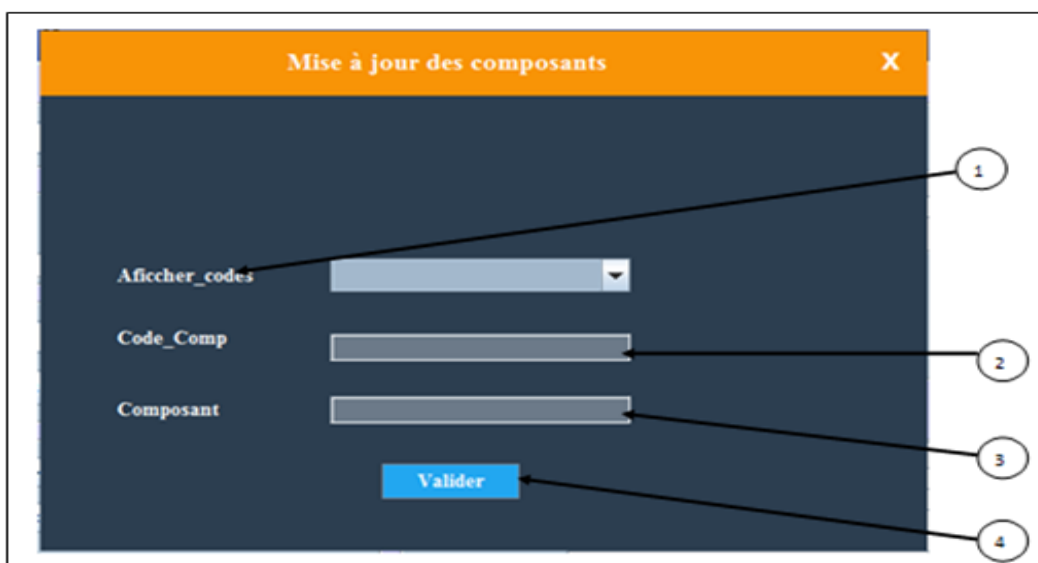 Mise à jour des composants X
1
Aficcher_codes
Code_Comp
2
Composant
3
Valider
4